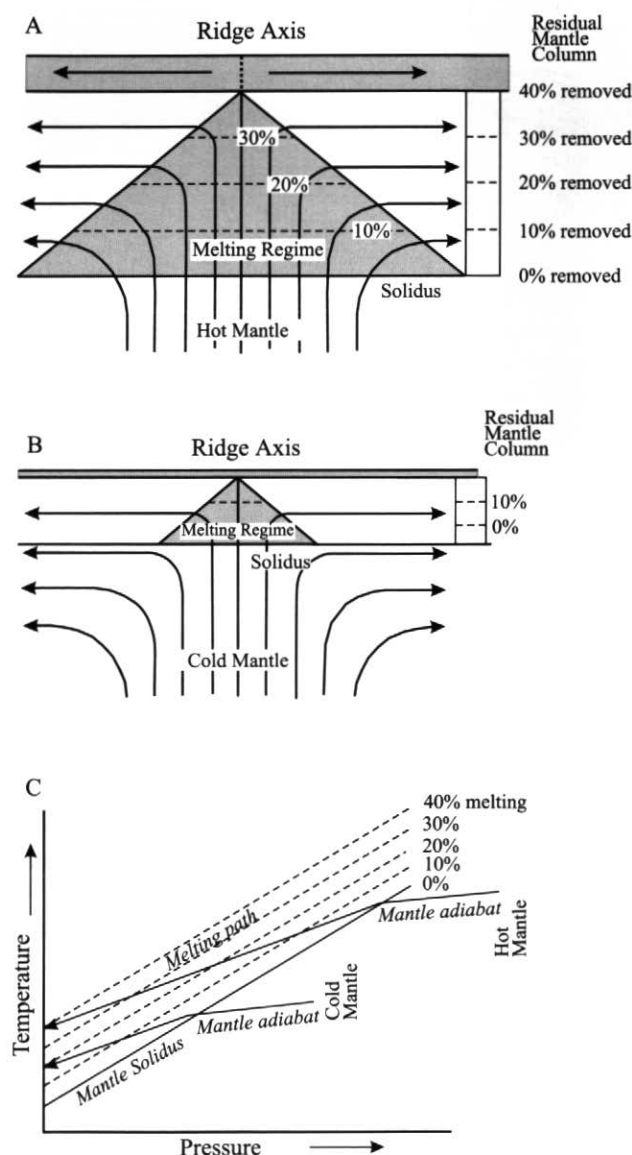 A
Ridge Axis
Residual
Mantle
Column
40% removed
30%
30% removed
20%
20% removed
10%
10% removed
Melting Regime
0% removed
Solidus
Hot Mantle
B
Ridge Axis
Residual
Mantle
Column
10%
Melting Regime
0%
Solidus
Cold Mantle
C
40% melting
30%
20%
10%
0%
Melting path
Mantle adiabat
Hot
Mantle
Mantle adiabat
Cold
Mantle
Mantle Solidus
Temperature
Pressure